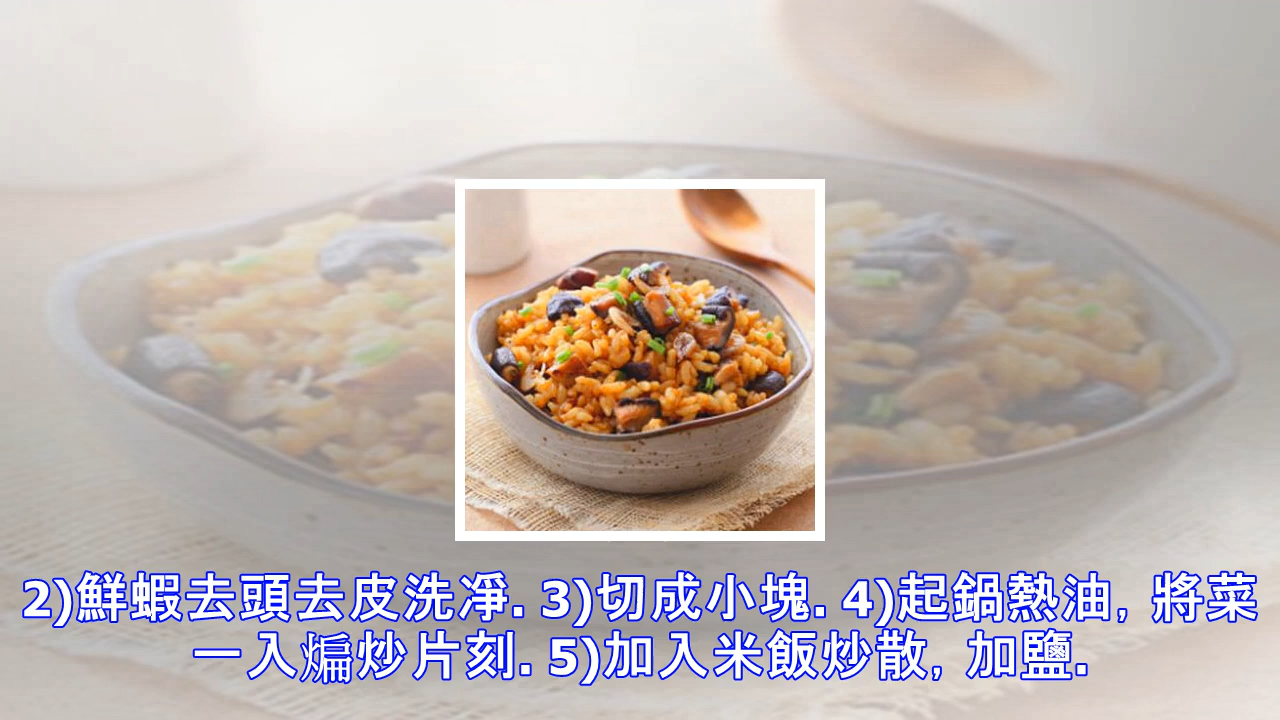 2)鮮蝦去頭去皮洗凈. 3)切成小塊. 4)起鍋熱油, 將菜
一入煸炒片刻. 5)加入米飯炒散, 加鹽.